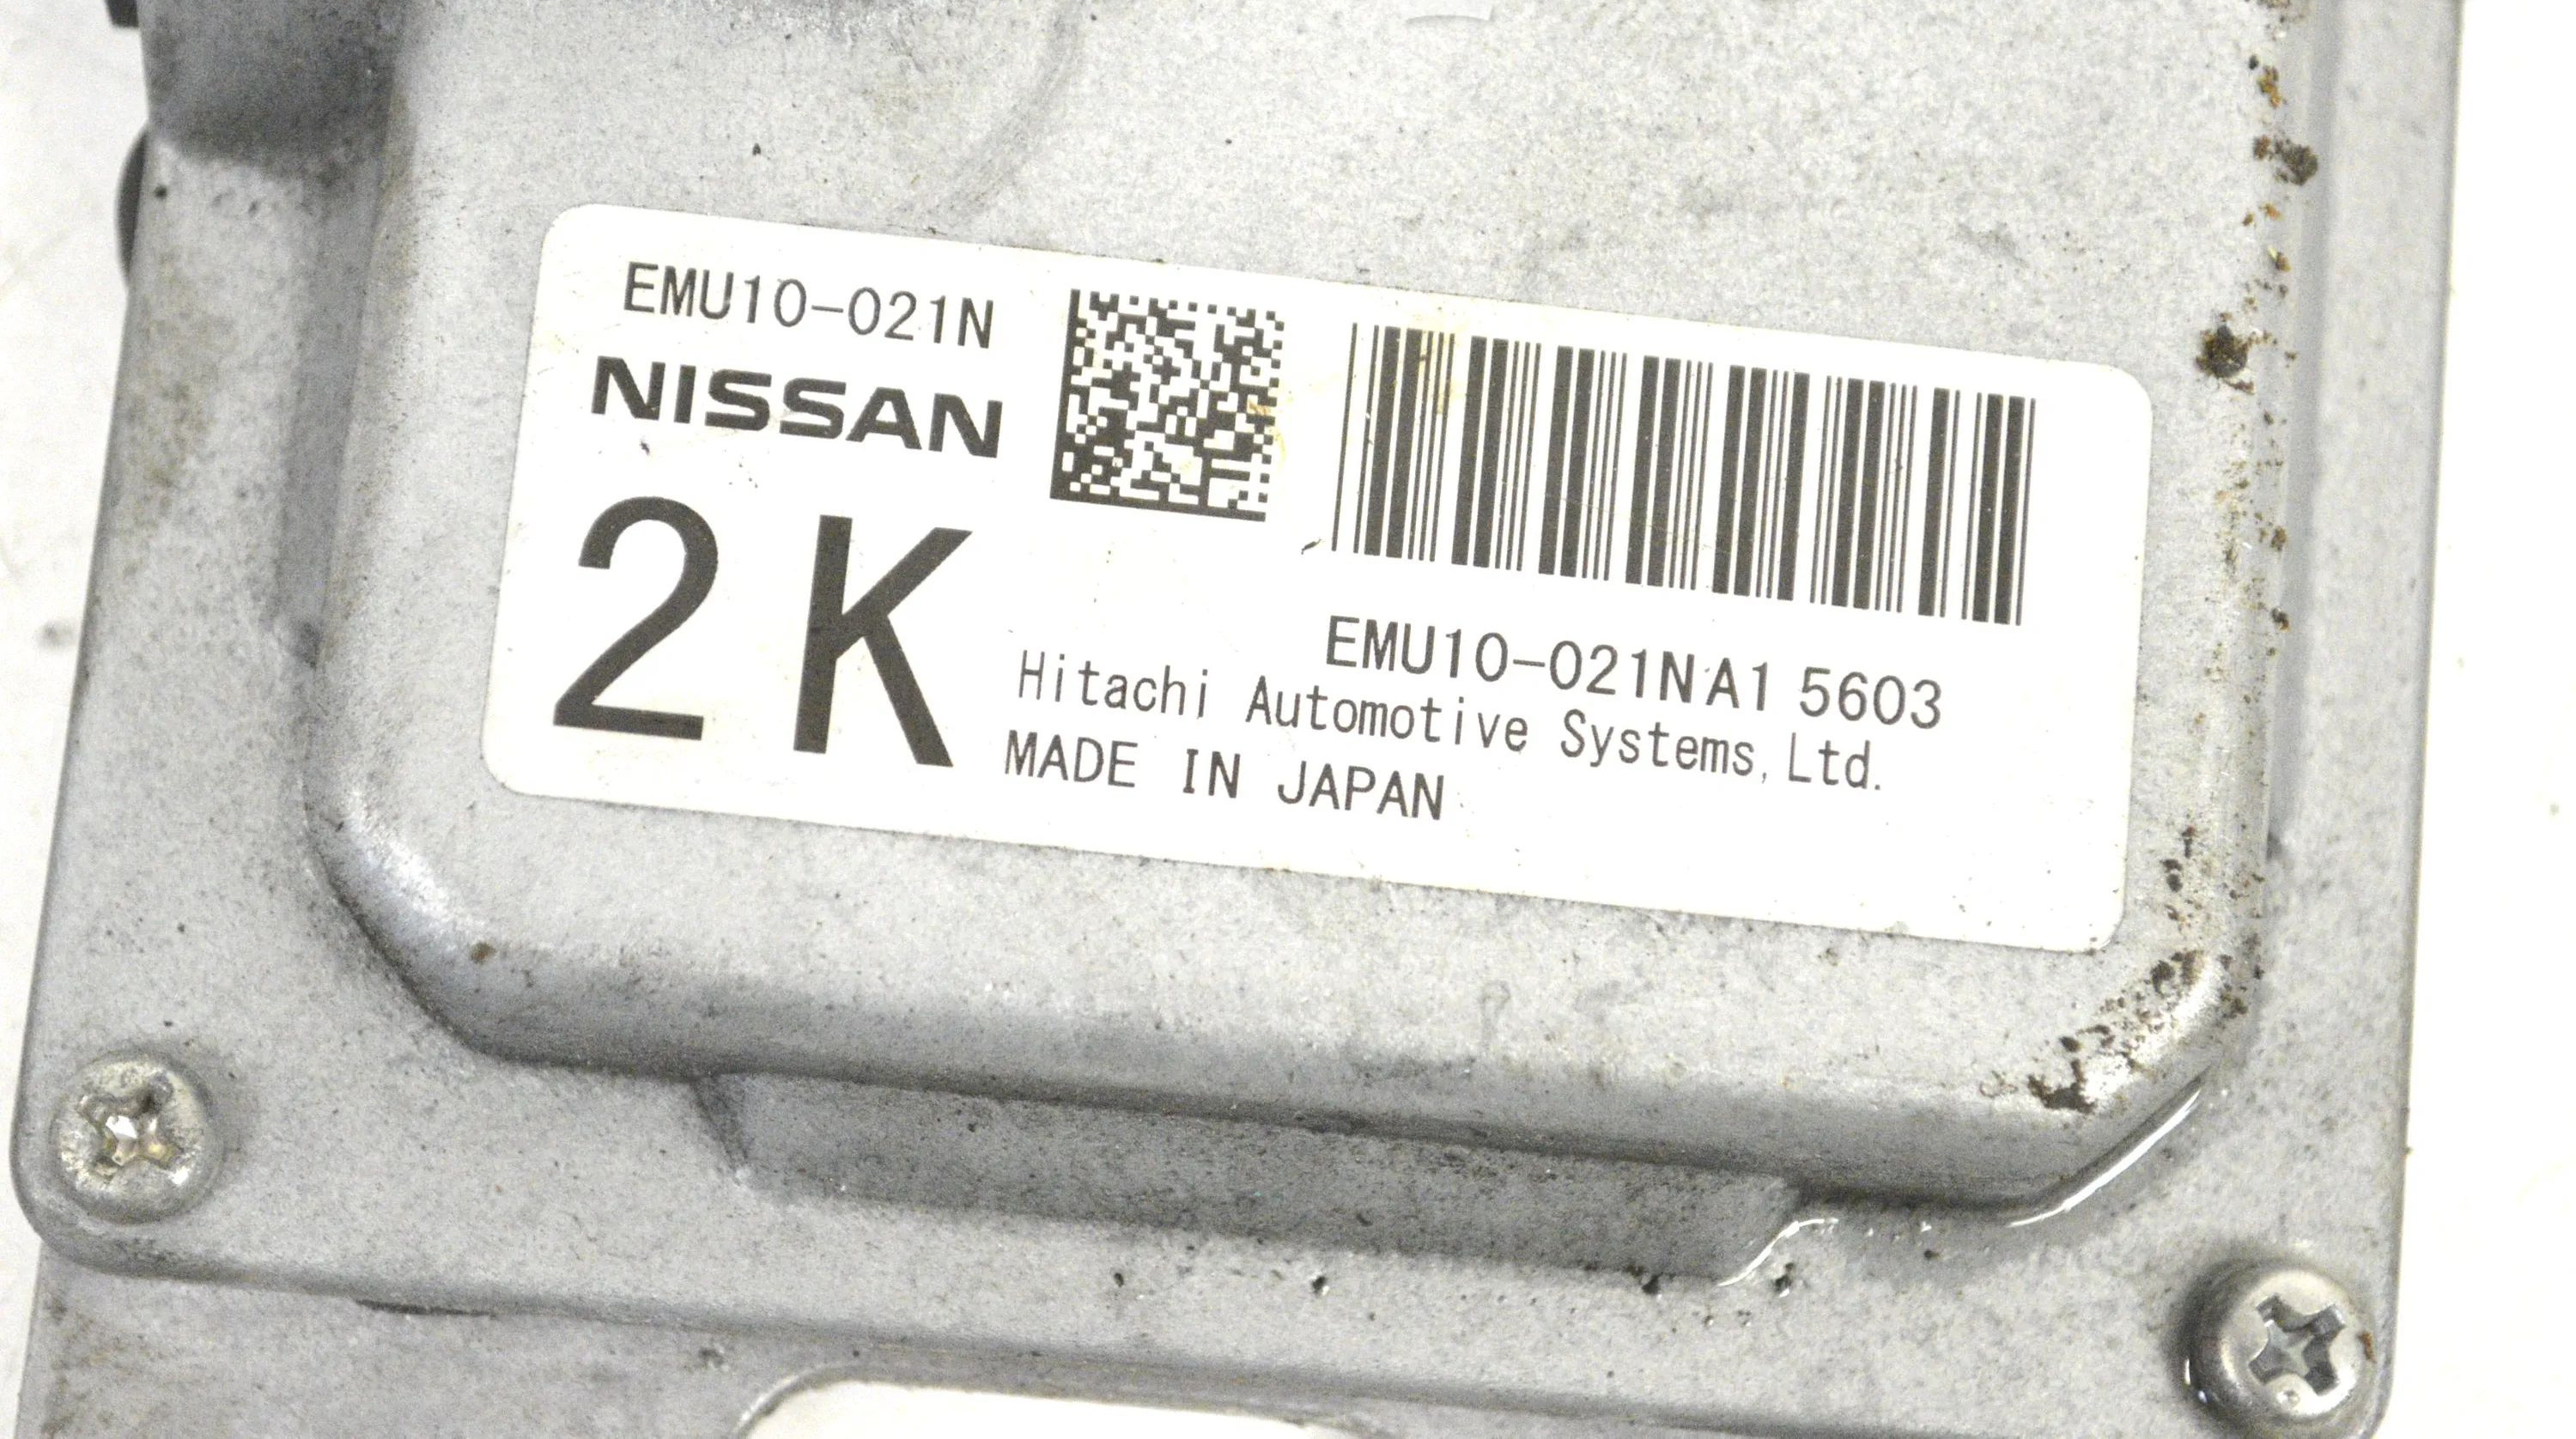 EMU10-021N
NISSAN
2K
EMU10-021NA1 5603
Hitachi Automotive Systems,Ltd.
MADE IN JAPAN